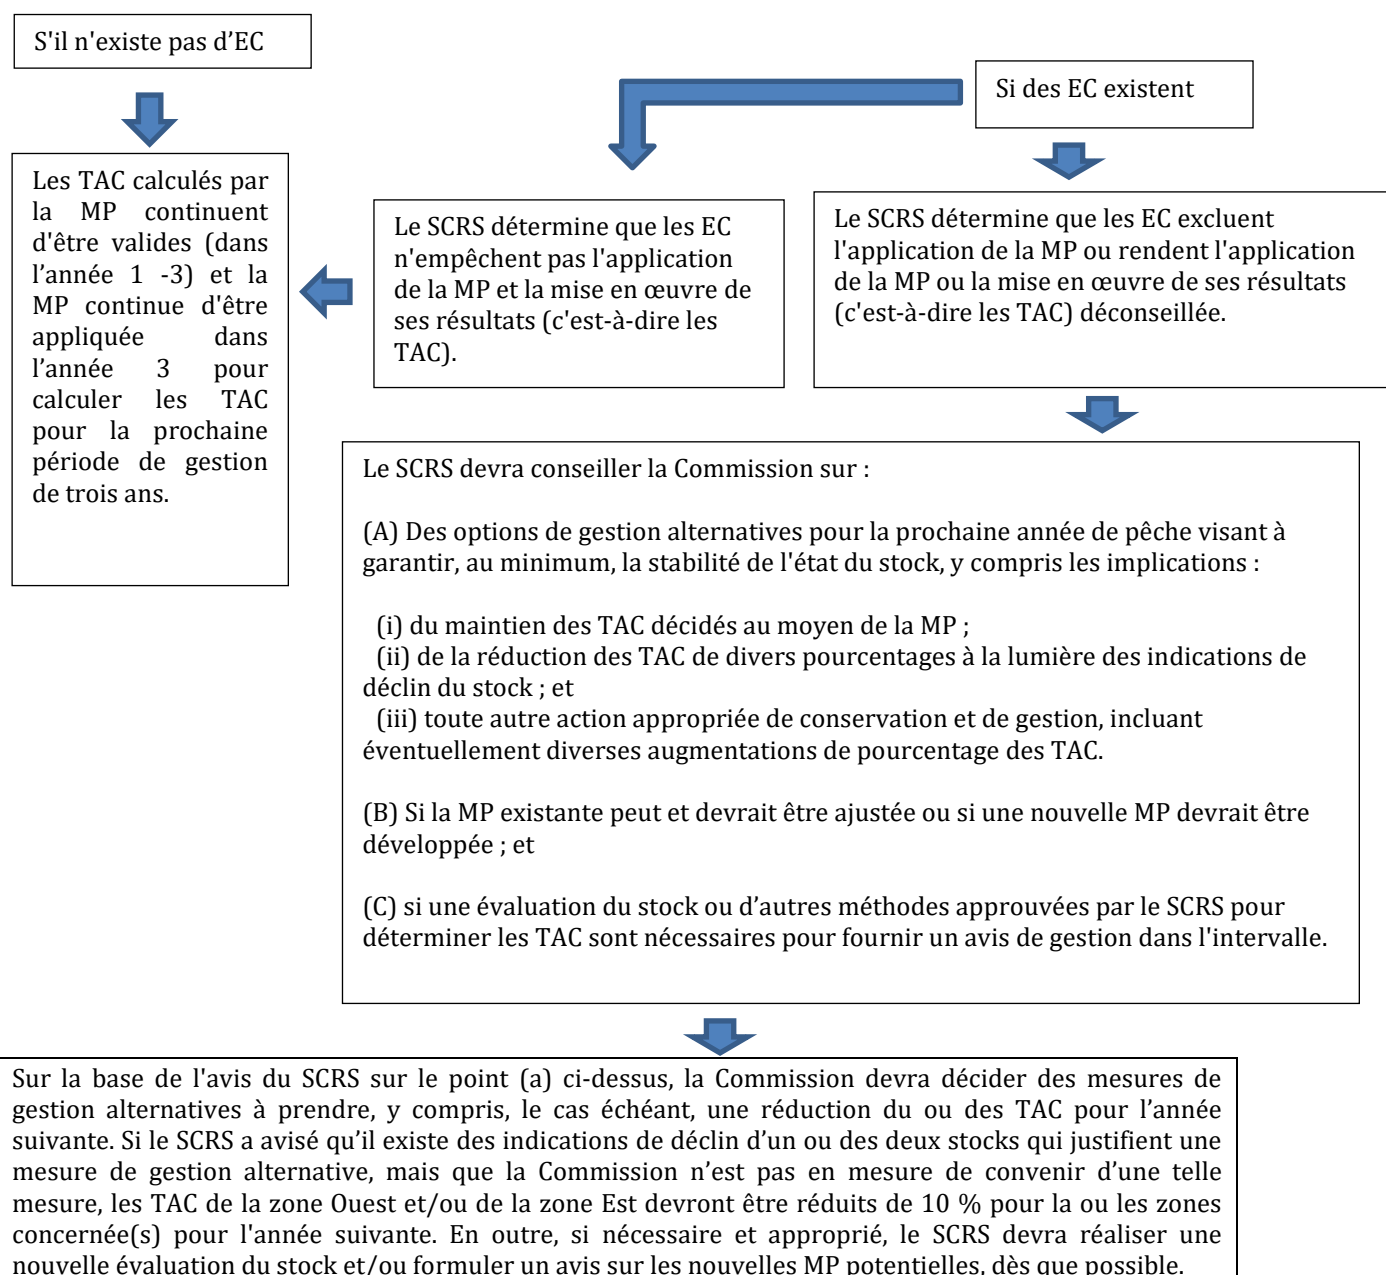 S'il n'existe pas d’EC
Si des EC existent
Les TAC calculés par
la MP continuent
d'être valides (dans
l’année 1 -3) et la
MP continue d'être
appliquée dans
l’année 3 pour
calculer les TAC
pour la prochaine
période de gestion
de trois ans.
Le SCRS détermine que les EC
n'empêchent pas l'application
de la MP et la mise en œuvre de
ses résultats (c'est-à-dire les
TAC).
Le SCRS détermine que les EC excluent
l'application de la MP ou rendent l'application
de la MP ou la mise en œuvre de ses résultats
(c'est-à-dire les TAC) déconseillée.
Le SCRS devra conseiller la Commission sur :
(A) Des options de gestion alternatives pour la prochaine année de pêche visant à
garantir, au minimum, la stabilité de l'état du stock, y compris les implications :
(i) du maintien des TAC décidés au moyen de la MP ;
(ii) de la réduction des TAC de divers pourcentages à la lumière des indications de
déclin du stock ; et
(iii) toute autre action appropriée de conservation et de gestion, incluant
éventuellement diverses augmentations de pourcentage des TAC.
(B) Si la MP existante peut et devrait être ajustée ou si une nouvelle MP devrait être
développée ; et
(C) si une évaluation du stock ou d’autres méthodes approuvées par le SCRS pour
déterminer les TAC sont nécessaires pour fournir un avis de gestion dans l'intervalle.
Sur la base de l'avis du SCRS sur le point (a) ci-dessus, la Commission devra décider des mesures de
gestion alternatives à prendre, y compris, le cas échéant, une réduction du ou des TAC pour l’année
suivante. Si le SCRS a avisé qu’il existe des indications de déclin d’un ou des deux stocks qui justifient une
mesure de gestion alternative, mais que la Commission n’est pas en mesure de convenir d’une telle
mesure, les TAC de la zone Ouest et/ou de la zone Est devront être réduits de 10 % pour la ou les zones
concernée(s) pour l'année suivante. En outre, si nécessaire et approprié, le SCRS devra réaliser une
nouvelle évaluation du stock et/ou formuler un avis sur les nouvelles MP potentielles, dès que possible.